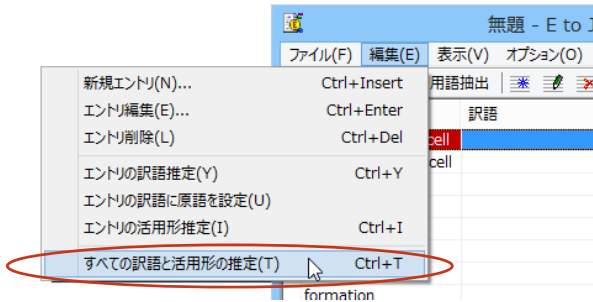 無題 - E to J
ファイル(F) 編集(E) 表示(V) オプション(O)
用語抽出
新規エントリ(N)... Ctrl+Insert
エントリ編集(E)... Ctrl+Enter
エントリ削除(L) Ctrl+Del
エントリの訳語推定(Y) Ctrl+Y
エントリの訳語に原語を設定(U)
エントリの活用形推定(I) Ctrl+I
すべての訳語と活用形の推定(T) Ctrl+T
訳語
cell
cell
formation